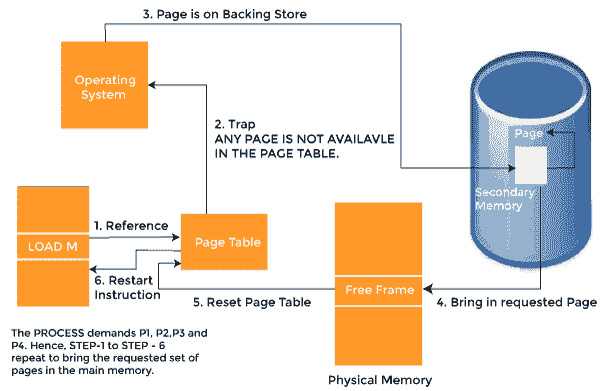 3. Page is on Backing Store
Operating
System
2. Trap
ANY PAGE IS NOT AVAILAVLE
IN THE PAGE TABLE.
Page
Secondary
Memory
1. Reference
LOAD M
Page Table
6. Restart
Instruction
5. Reset Page Table
Free Frame
4. Bring in requested Page
The PROCESS demands P1, P2,P3 and
P4. Hence, STEP-1 to STEP - 6
repeat to bring the requested set of
pages in the main memory.
Physical Memory